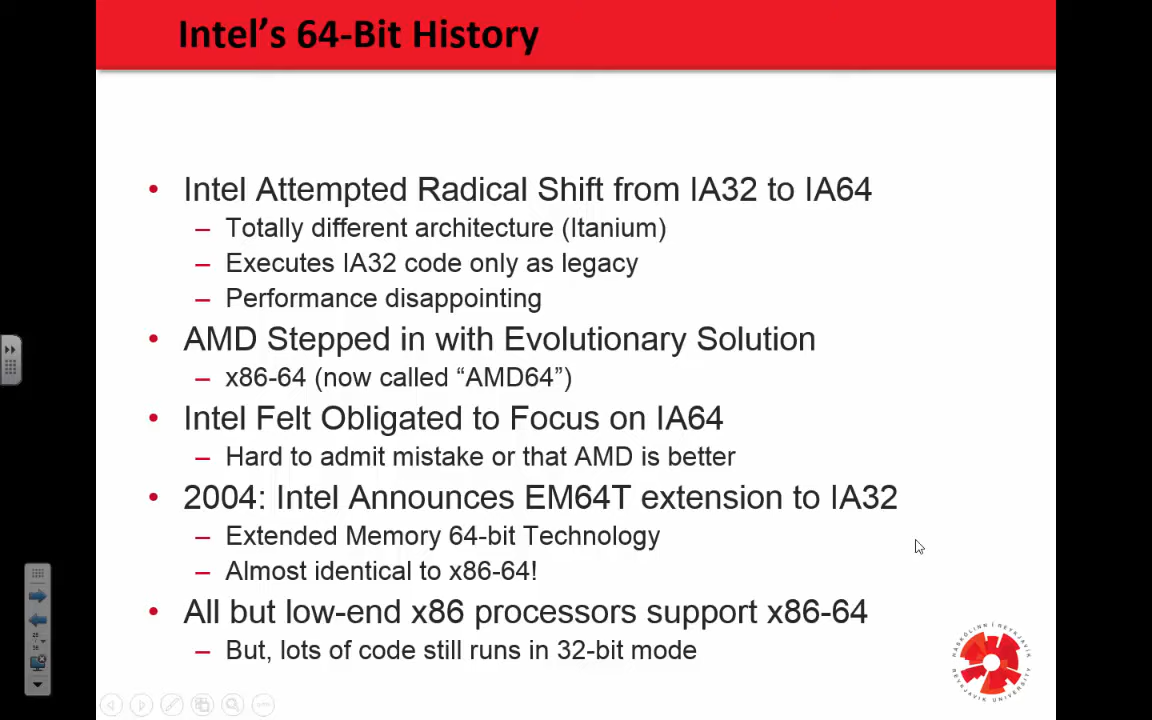 Intel's 64-Bit History
• Intel Attempted Radical Shift from IA32 to IA64
– Totally different architecture (Itanium)
– Executes IA32 code only as legacy
– Performance disappointing
• AMD Stepped in with Evolutionary Solution
– x86-64 (now called “AMD64”)
• Intel Felt Obligated to Focus on IA64
– Hard to admit mistake or that AMD is better
• 2004: Intel Announces EM64T extension to IA32
– Extended Memory 64-bit Technology
– Almost identical to x86-64!
• All but low-end x86 processors support x86-64
– But, lots of code still runs in 32-bit mode
HÁSKÓLINN Í REYKJAVÍK
REYKJAVIK UNIVERSITY